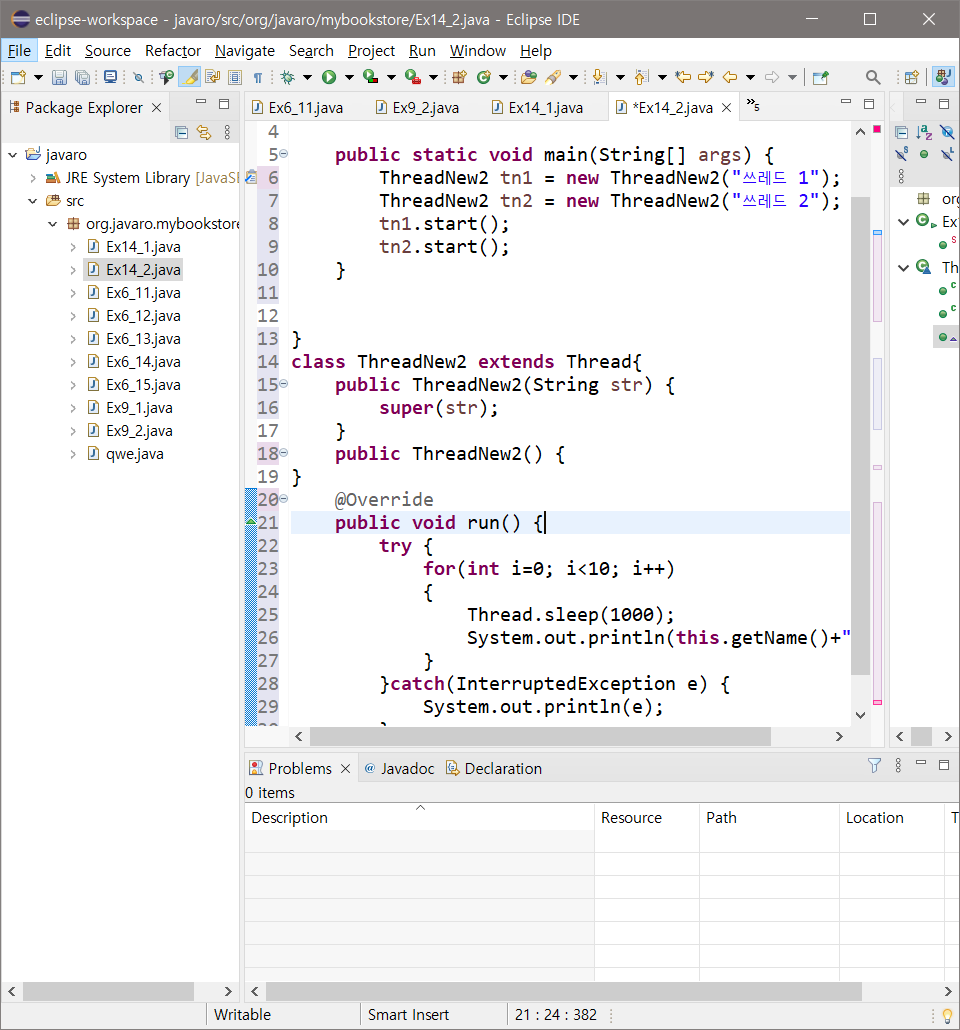 eclipse-workspace - javaro/src/org/javaro/mybookstore/Ex14_2.java - Eclipse IDE
File Edit Source Refactor Navigate Search Project Run Window Help
Package Explorer
Ex6_11.java Ex9_2.java Ex14_1.java *Ex14_2.java »5
javaro
JRE System Library [JavaSE
src
org.javaro.mybookstore
Ex14_1.java
Ex14_2.java
Ex6_11.java
Ex6_12.java
Ex6_13.java
Ex6_14.java
Ex6_15.java
Ex9_1.java
Ex9_2.java
qwe.java
4
5 public static void main(String[] args) {
6 ThreadNew2 tn1 = new ThreadNew2("쓰레드 1");
7 ThreadNew2 tn2 = new ThreadNew2("쓰레드 2");
8 tn1.start();
9 tn2.start();
10 }
11
12
13 }
14 class ThreadNew2 extends Thread{
15 public ThreadNew2(String str) {
16 super(str);
17 }
18 public ThreadNew2() {
19 }
20 @Override
21 public void run() {
22 try {
23 for(int i=0; i<10; i++)
24 {
25 Thread.sleep(1000);
26 System.out.println(this.getName()+"
27 }
28 }catch(InterruptedException e) {
29 System.out.println(e);
org
Ex
Th
Problems @ Javadoc Declaration
0 items
Description Resource Path Location T
Writable Smart Insert 21 : 24 : 382